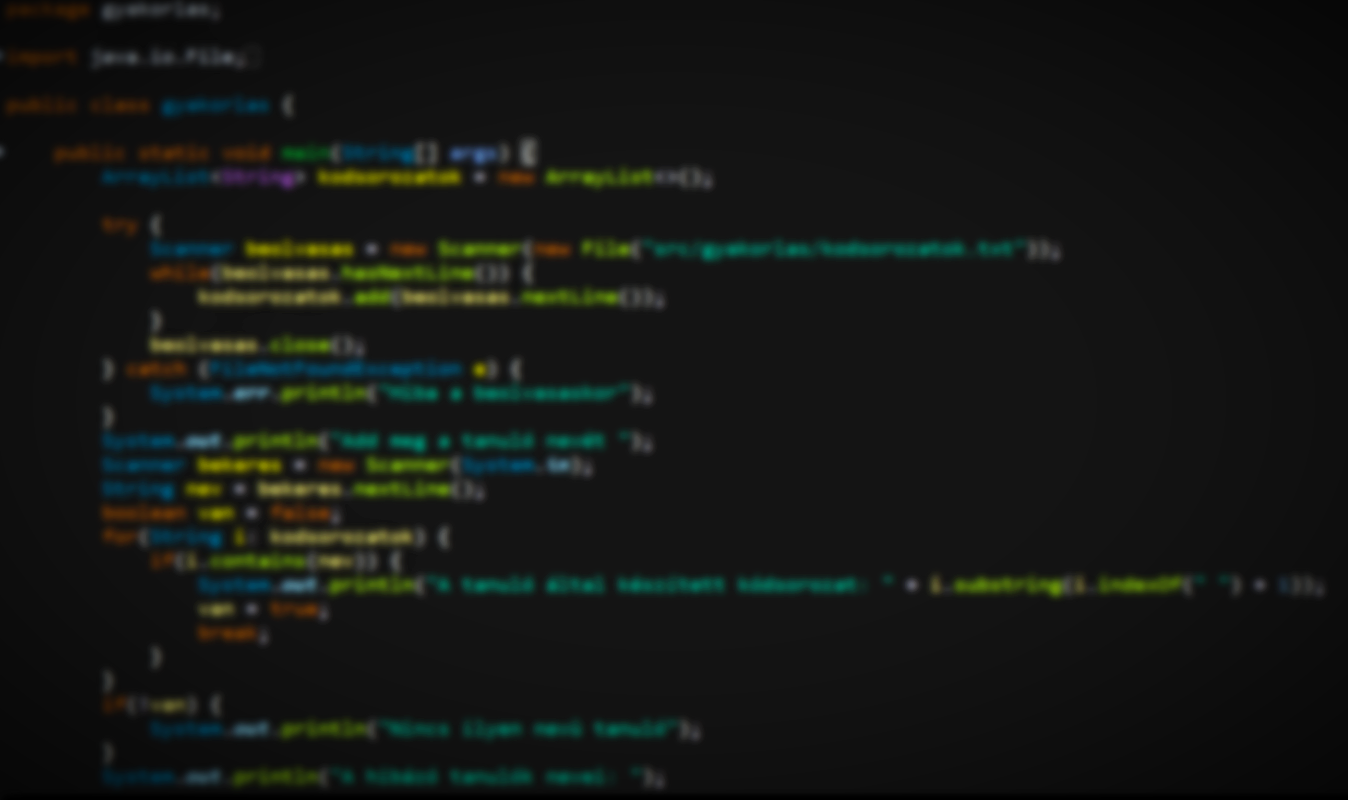 package gyakorlas;
import java.io.File;
public class gyakorlas {
public static void main(String[] args) {
ArrayList<String> kodsorozatok = new ArrayList<>();
try {
Scanner beolvasas = new Scanner(new File("src/gyakorlas/kodsorozatok.txt"));
while(beolvasas.hasNextLine()) {
kodsorozatok.add(beolvasas.nextLine());
}
beolvasas.close();
} catch (FileNotFoundException e) {
System.err.println("Hiba a beolvasaskor");
}
System.out.println("Add meg a tanuló nevét ");
Scanner bekeres = new Scanner(System.in);
String nev = bekeres.nextLine();
boolean van = false;
for(String i: kodsorozatok) {
if(i.contains(nev)) {
System.out.println("A tanuló által készített kódsorozat: " + i.substring(i.indexOf(" ") + 1));
van = true;
break;
}
}
if(!van) {
System.out.println("Nincs ilyen nevű tanuló");
}
System.out.println("A hibázó tanulók nevei: ");